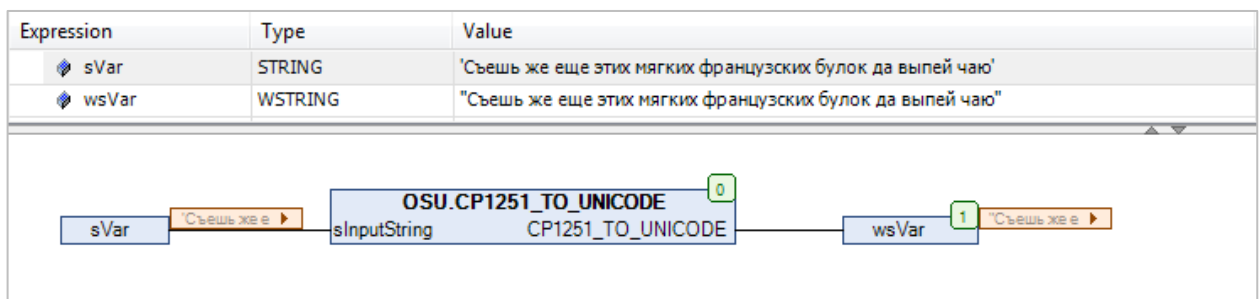 Expression Type Value
sVar STRING 'Съешь же еще этих мягких французских булок да выпей чаю'
wsVar WSTRING "Съешь же еще этих мягких французских булок да выпей чаю"
0
OSU.CP1251_TO_UNICODE
sVar 'Съешь же е sInputString CP1251_TO_UNICODE wsVar 1 "Съешь же е